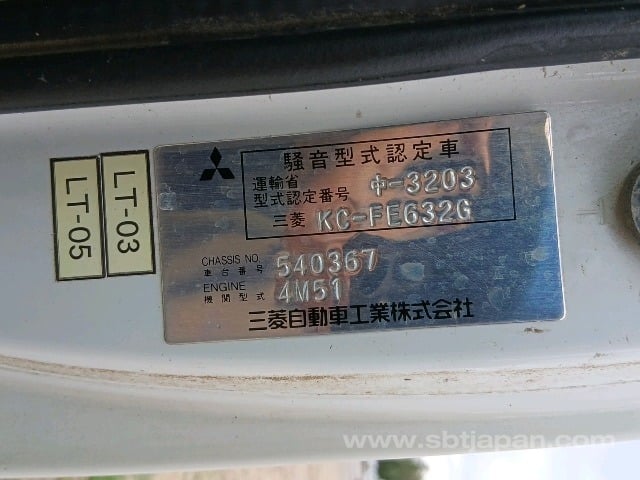 LT-03
LT-05
騒音型式認定車
運輸省
型式認定番号 中-3203
三菱 KC-FE632G
CHASSIS NO.
車台番号 540367
ENGINE
機関型式 4M51
三菱自動車工業株式会社
www.sbtjapan.com